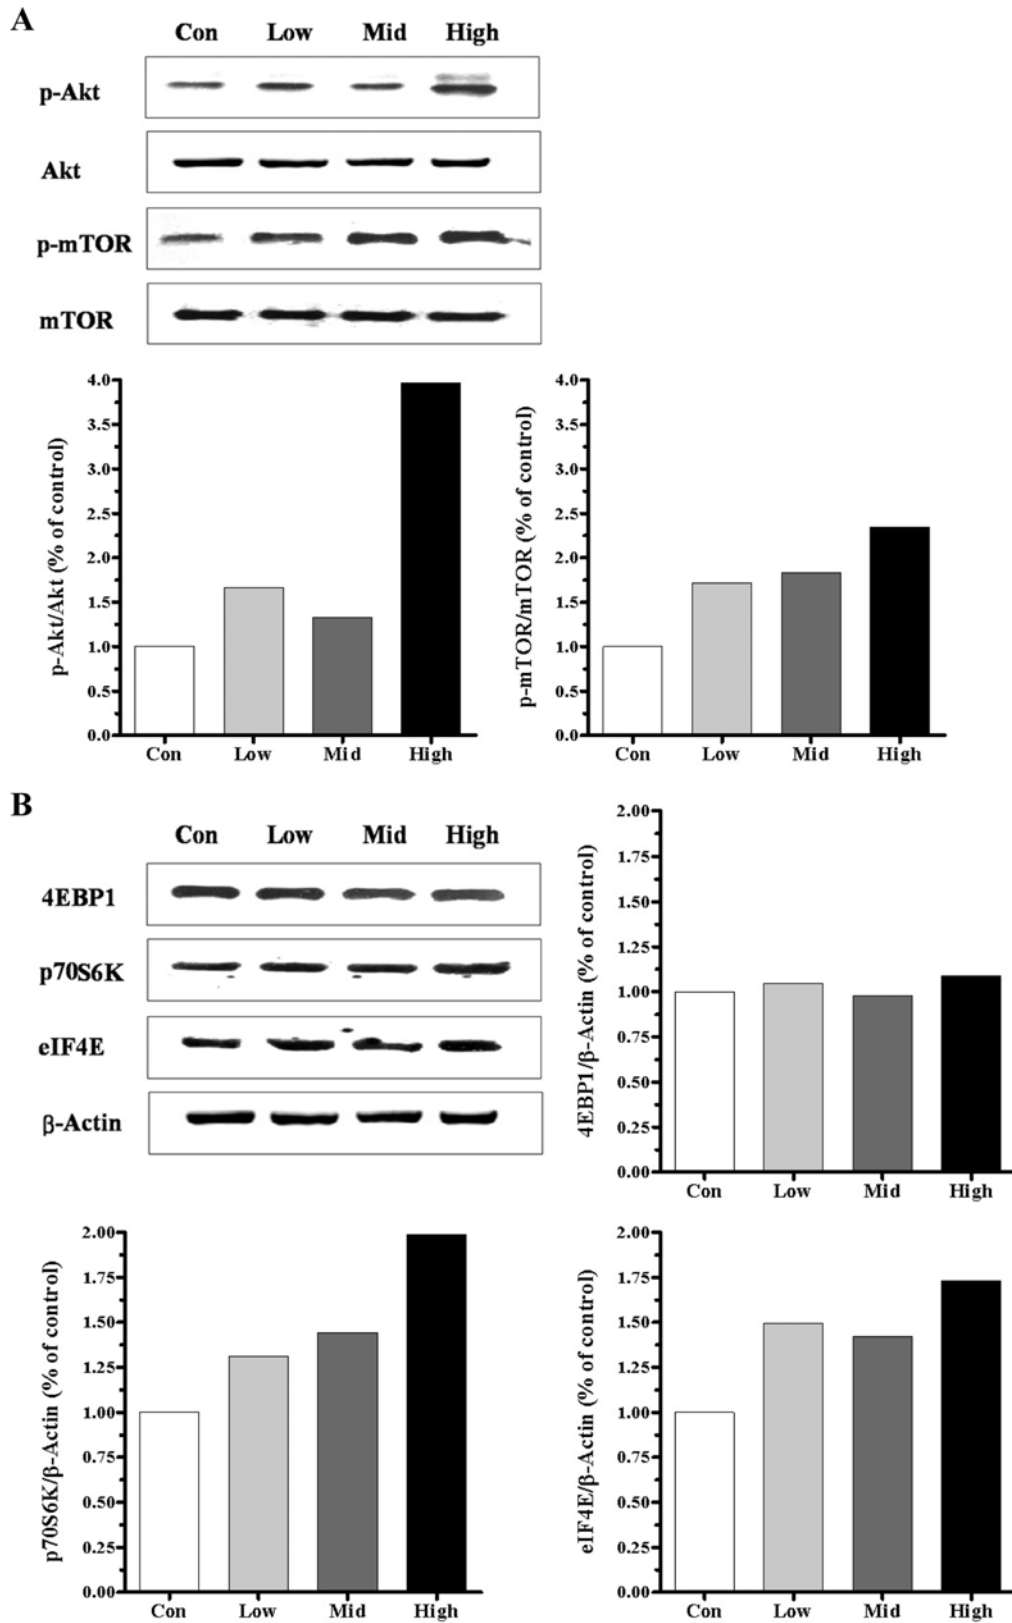 A
Con Low Mid High
p-Akt
Akt
p-mTOR
mTOR
p-Akt/Akt (% of control)
4.0
3.5
3.0
2.5
2.0
1.5
1.0
0.5
0.0
Con Low Mid High
p-mTOR/mTOR (% of control)
4.0
3.5
3.0
2.5
2.0
1.5
1.0
0.5
0.0
Con Low Mid High
B
Con Low Mid High
4EBP1
p70S6K
eIF4E
β-Actin
4EBP1/β-Actin (% of control)
2.00
1.75
1.50
1.25
1.00
0.75
0.50
0.25
0.00
Con Low Mid High
p70S6K/β-Actin (% of control)
2.00
1.75
1.50
1.25
1.00
0.75
0.50
0.25
0.00
Con Low Mid High
eIF4E/β-Actin (% of control)
2.00
1.75
1.50
1.25
1.00
0.75
0.50
0.25
0.00
Con Low Mid High